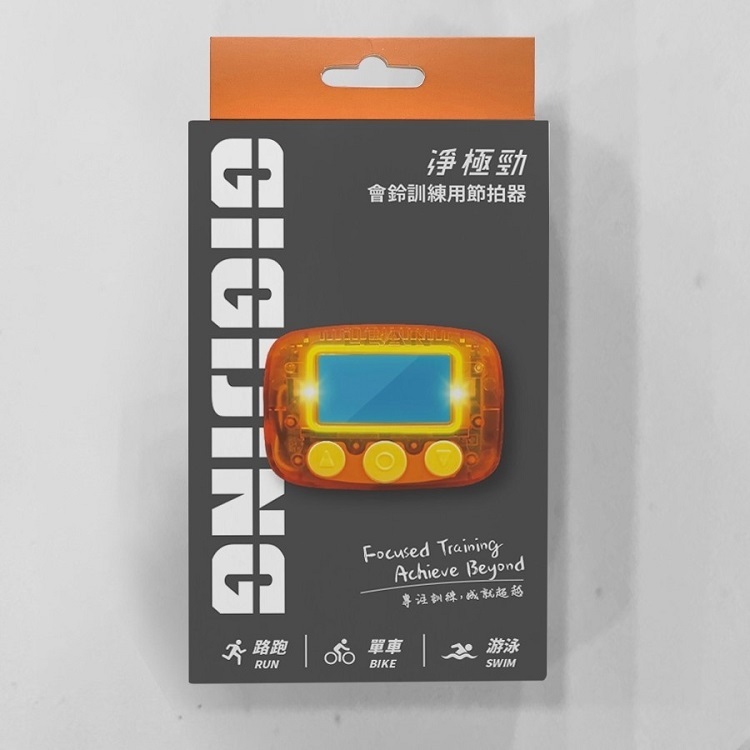 淨極勁
會鈴訓練用節拍器
GIGIJING
Focused Training
Achieve Beyond
專注訓練,成就超越
路跑
RUN
單車
BIKE
游泳
SWIM